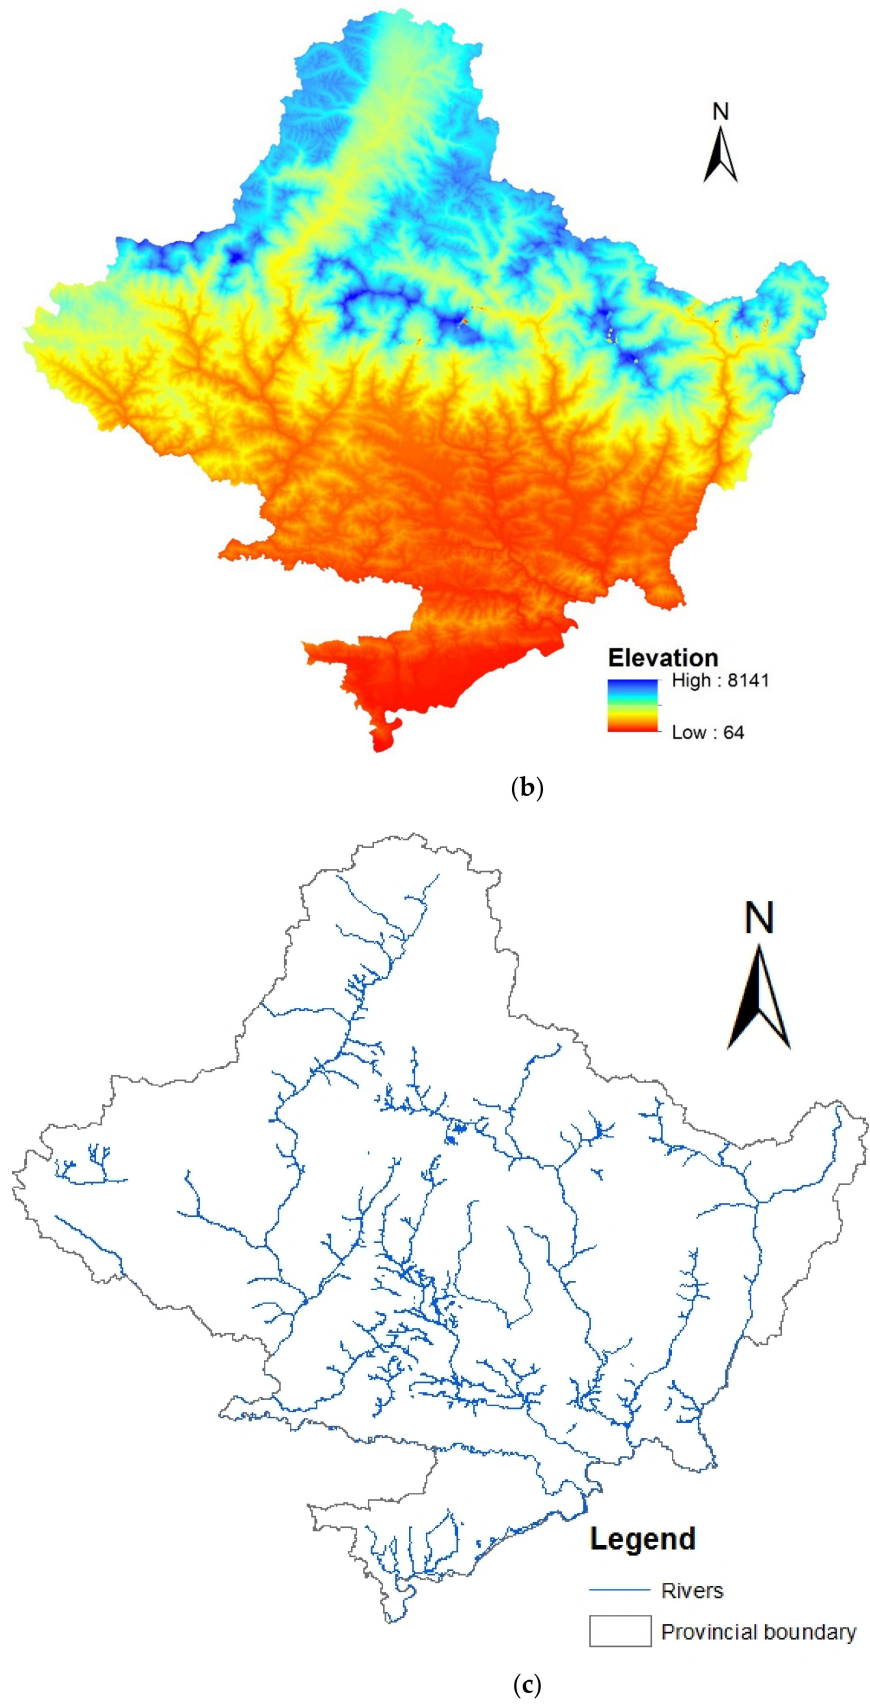 N
Elevation
High : 8141
Low : 64
(b)
N
Legend
Rivers
Provincial boundary
(c)